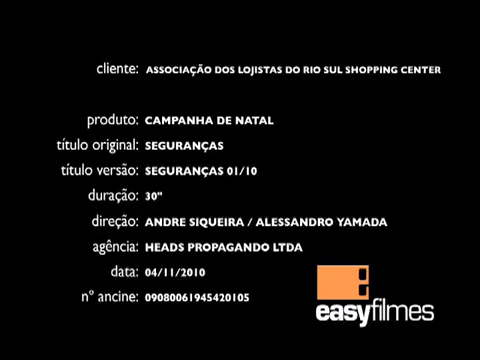 cliente: ASSOCIAÇÃO DOS LOJISTAS DO RIO SUL SHOPPING CENTER
produto: CAMPANHA DE NATAL
título original: SEGURANÇAS
título versão: SEGURANÇAS 01/10
duração: 30"
direção: ANDRE SIQUEIRA / ALESSANDRO YAMADA
agência: HEADS PROPAGANDO LTDA
data: 04/11/2010
nº ancine: 09080061945420105
easyfilmes